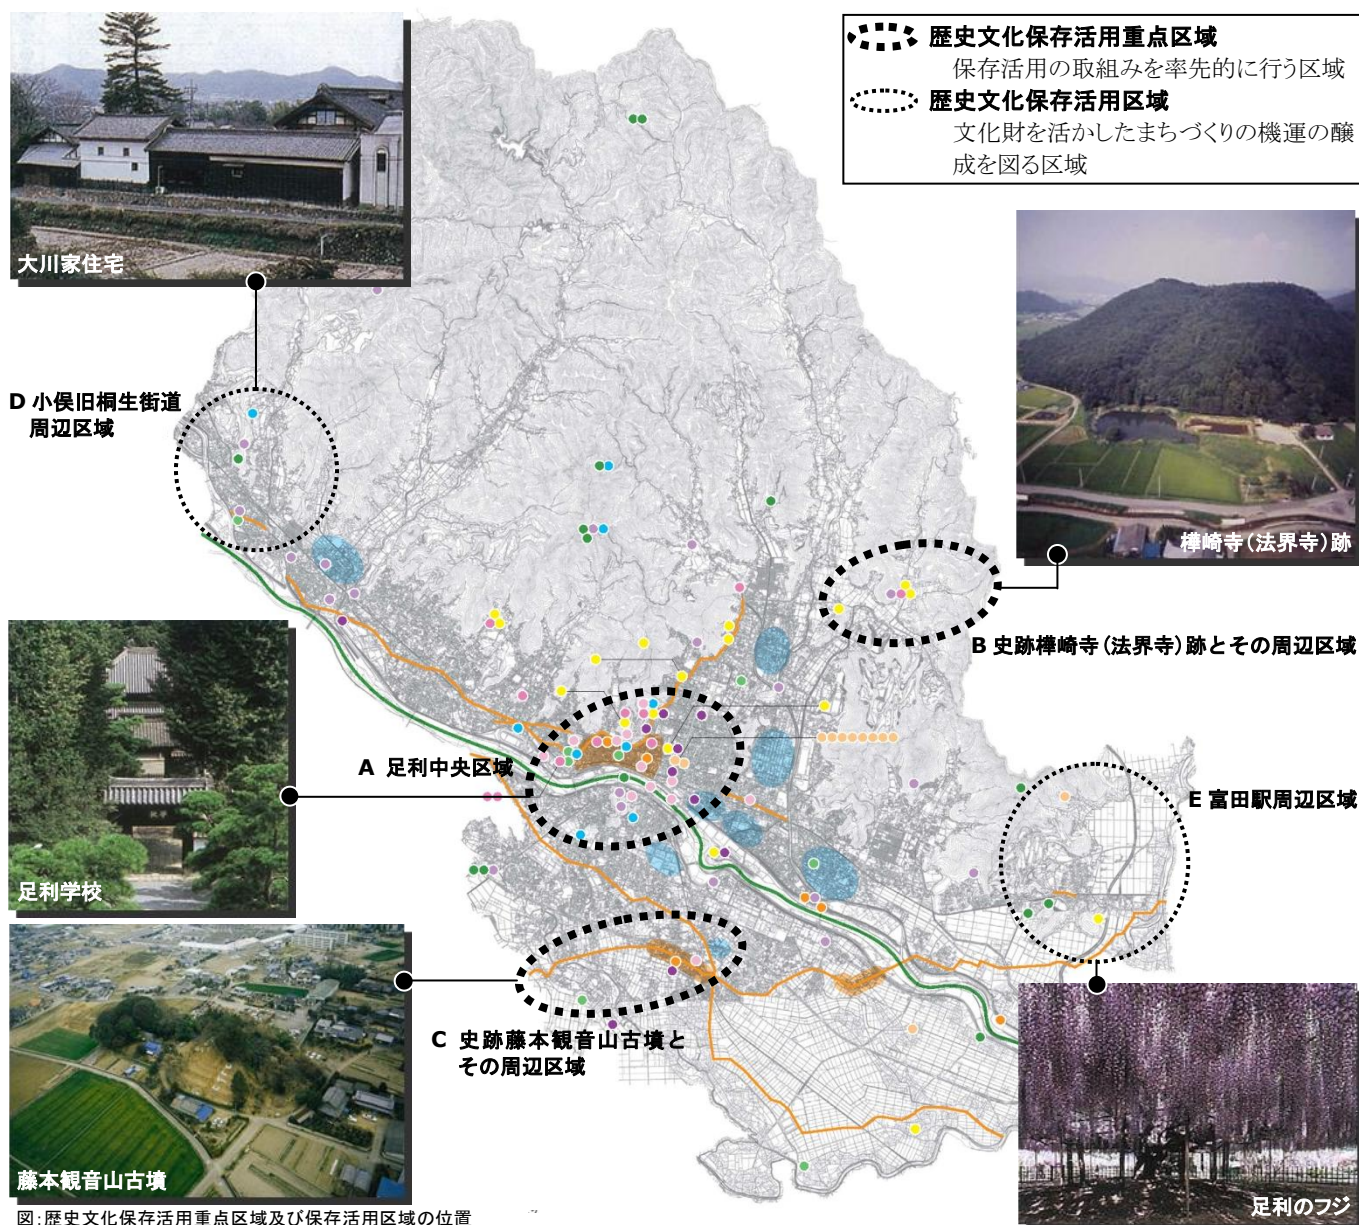 歴史文化保存活用重点区域
保存活用の取組みを率先的に行う区域
歴史文化保存活用区域
文化財を活かしたまちづくりの機運の醸
成を図る区域
大川家住宅
D 小俣旧桐生街道
周辺区域
樺崎寺(法界寺)跡
B 史跡樺崎寺(法界寺)跡とその周辺区域
足利学校
A 足利中央区域
E 富田駅周辺区域
藤本観音山古墳
C 史跡藤本観音山古墳と
その周辺区域
足利のフジ
図:歴史文化保存活用重点区域及び保存活用区域の位置